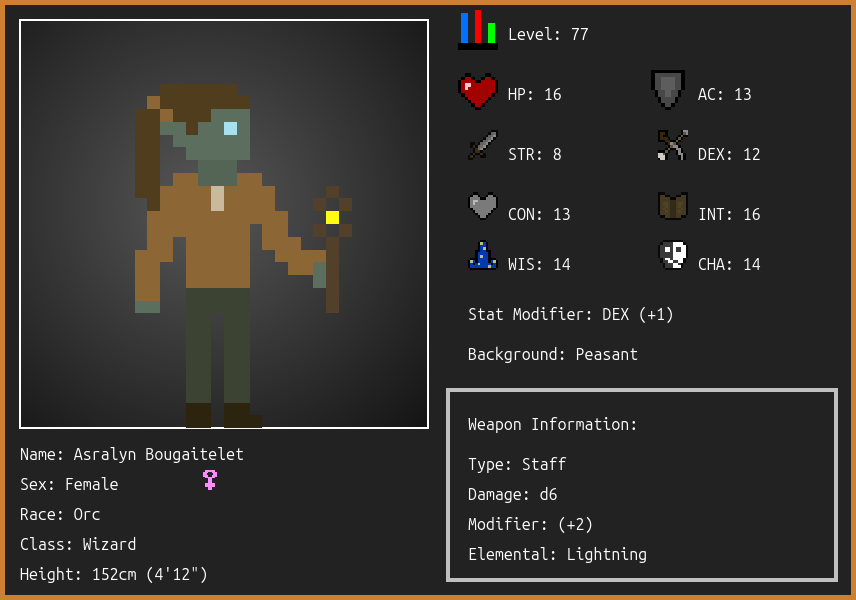 Level: 77
HP: 16
AC: 13
STR: 8
DEX: 12
CON: 13
INT: 16
WIS: 14
CHA: 14
Stat Modifier: DEX (+1)
Background: Peasant
Weapon Information:
Type: Staff
Damage: d6
Modifier: (+2)
Elemental: Lightning
Name: Asralyn Bougaitelet
Sex: Female
Race: Orc
Class: Wizard
Height: 152cm (4'12")